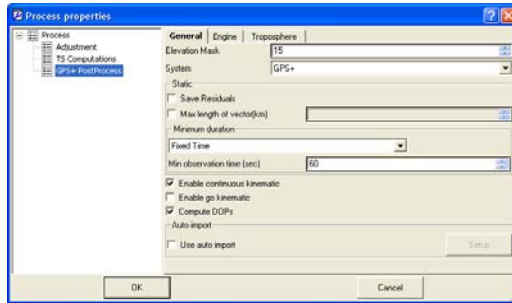 Process properties
Process
Adjustment
TS Computations
GPS+ PostProcess
General Engine Troposphere
Elevation Mask 15
System GPS+
Static
Save Residuals
Max length of vector(km)
Minimum duration
Fixed Time
Min observation time (sec) 60
Enable continuous kinematic
Enable go kinematic
Compute DOPs
Auto import
Use auto import Setup
OK Cancel